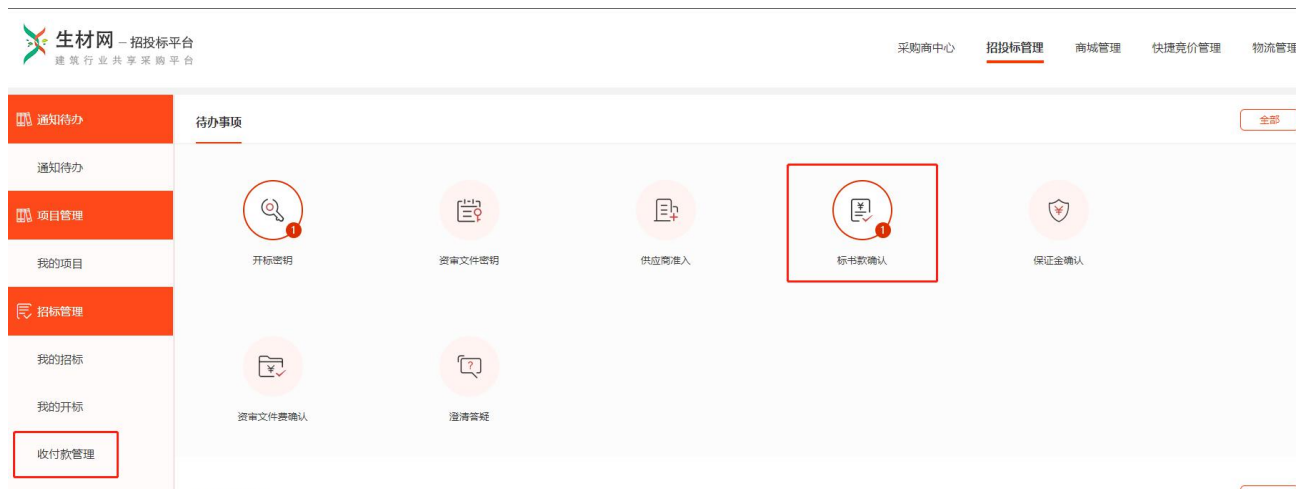 生材网 – 招投标平台
建筑行业共享采购平台
采购商中心 招投标管理 商城管理 快捷竞价管理 物流管理
通知待办
待办事项 全部
通知待办
项目管理
1 1
开标密钥 资审文件密钥 供应商准入 标书款确认 保证金确认
我的项目
招标管理
我的招标
我的开标
资审文件费确认 澄清答疑
收付款管理